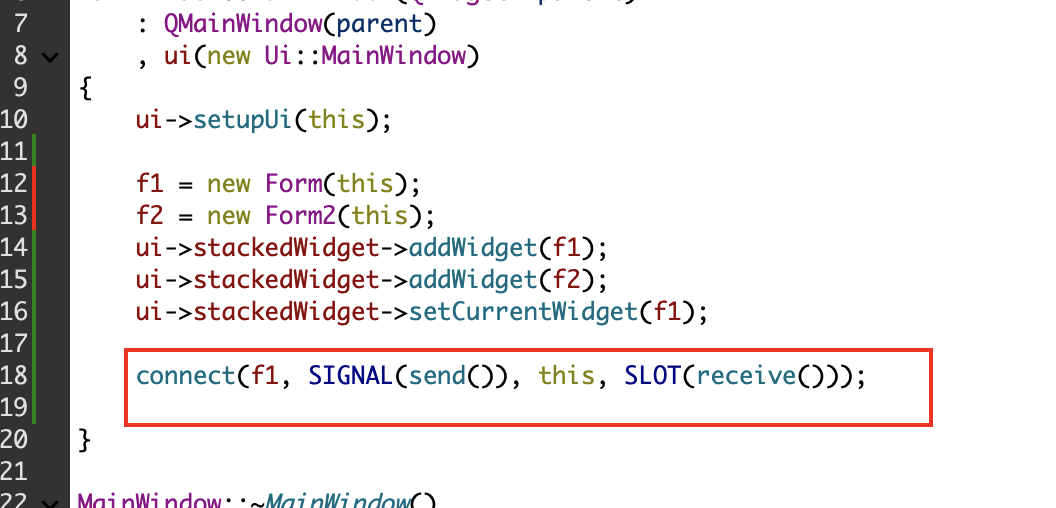 7 : QMainWindow(parent)
8 , ui(new Ui::MainWindow)
9 {
10 ui->setupUi(this);
11
12 f1 = new Form(this);
13 f2 = new Form2(this);
14 ui->stackedWidget->addWidget(f1);
15 ui->stackedWidget->addWidget(f2);
16 ui->stackedWidget->setCurrentWidget(f1);
17
18 connect(f1, SIGNAL(send()), this, SLOT(receive()));
19
20 }
21
22 MainWindow::~MainWindow()